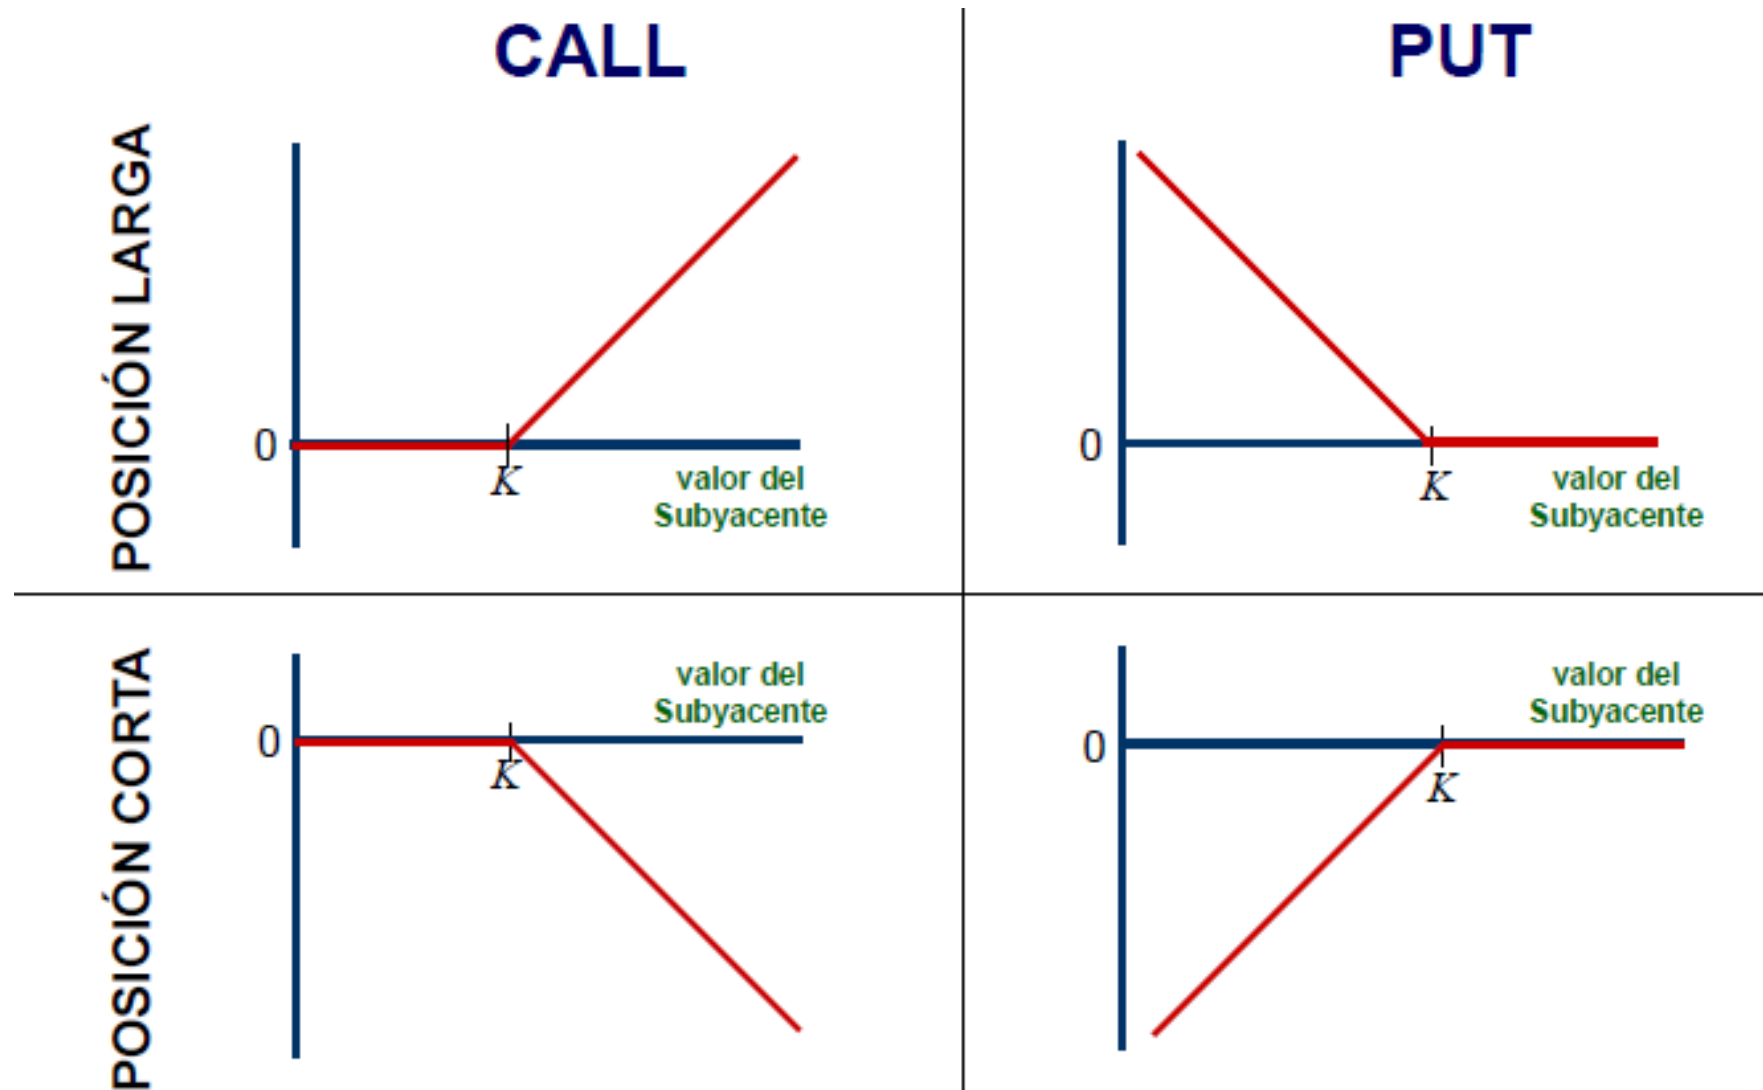 CALL
PUT
POSICIÓN LARGA
0
K
valor del
Subyacente
0
K
valor del
Subyacente
POSICIÓN CORTA
0
K
valor del
Subyacente
0
K
valor del
Subyacente